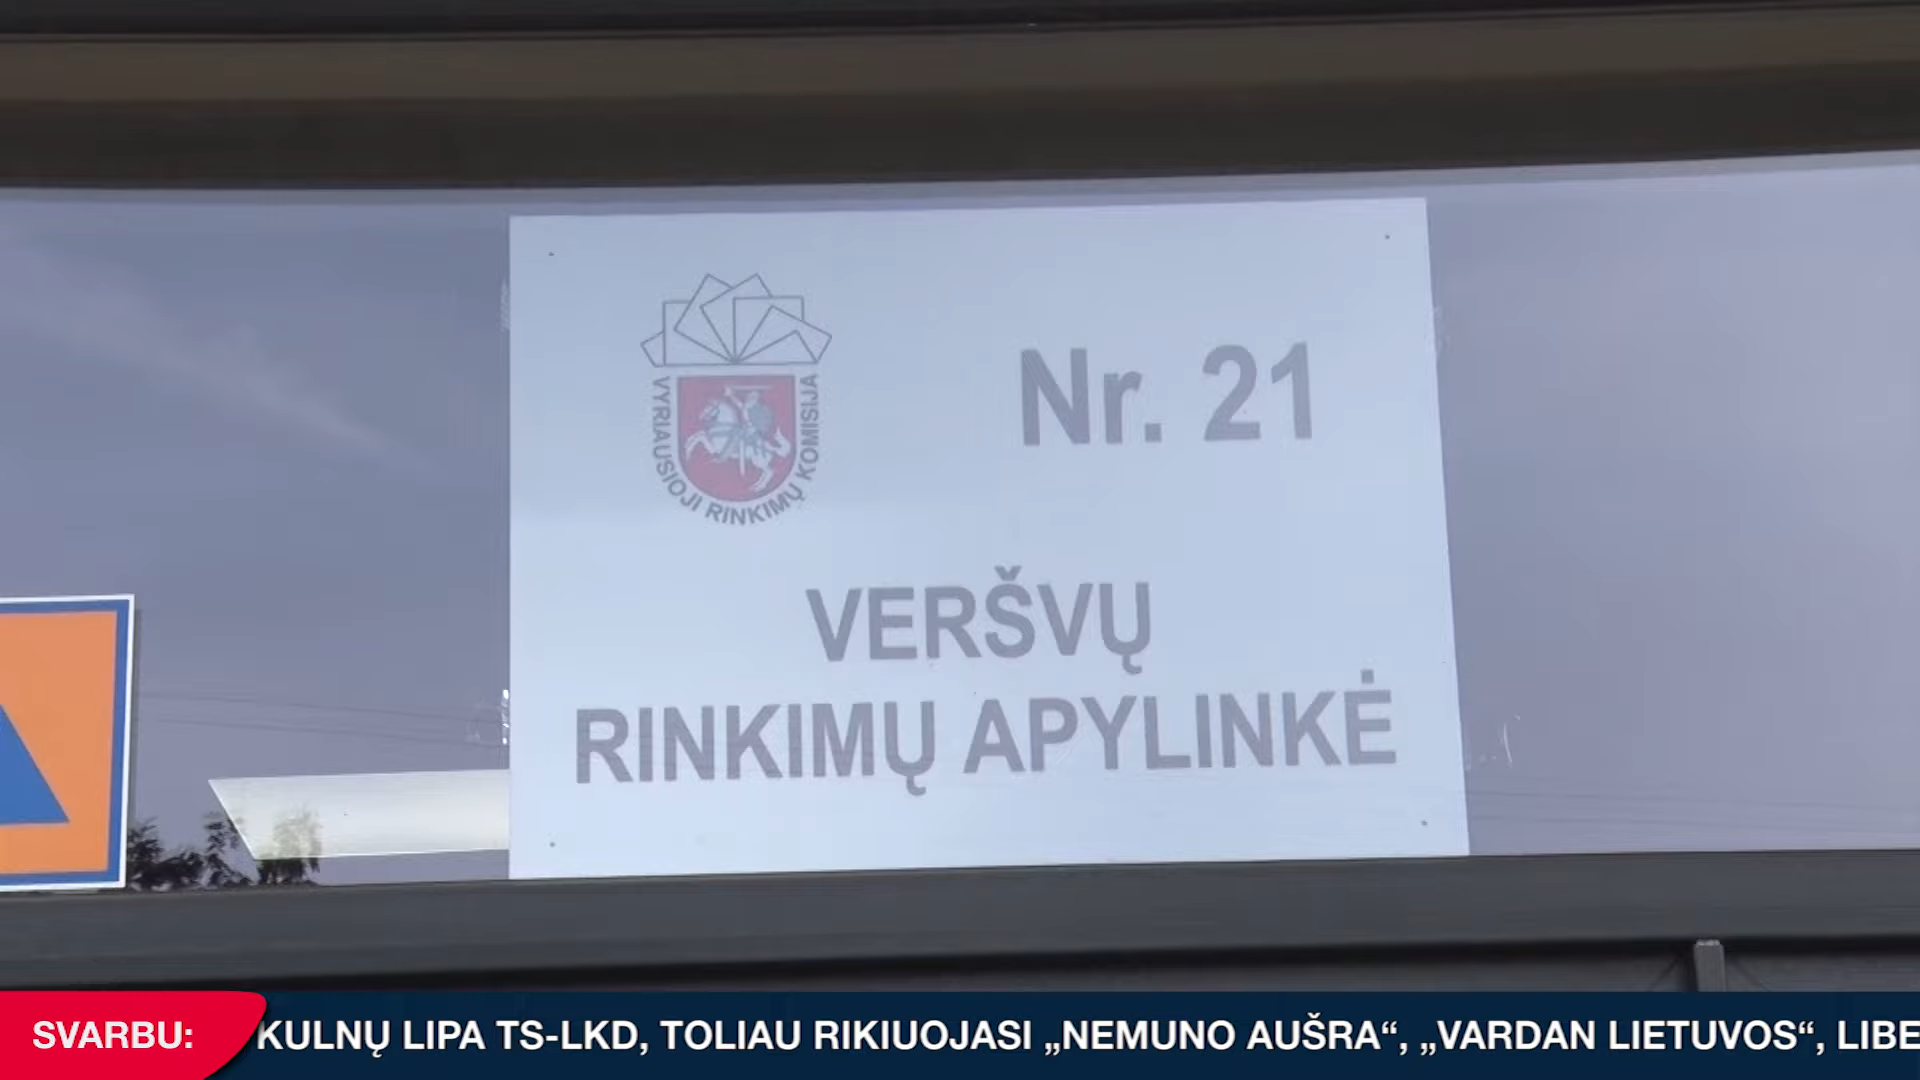 VYRIAUSIOJI RINKIMŲ KOMISIJA
Nr. 21
VERŠVŲ
RINKIMŲ APYLINKĖ
SVARBU: KULNŲ LIPA TS-LKD, TOLIAU RIKIUOJASI „NEMUNO AUŠRA“, „VARDAN LIETUVOS“, LIBE